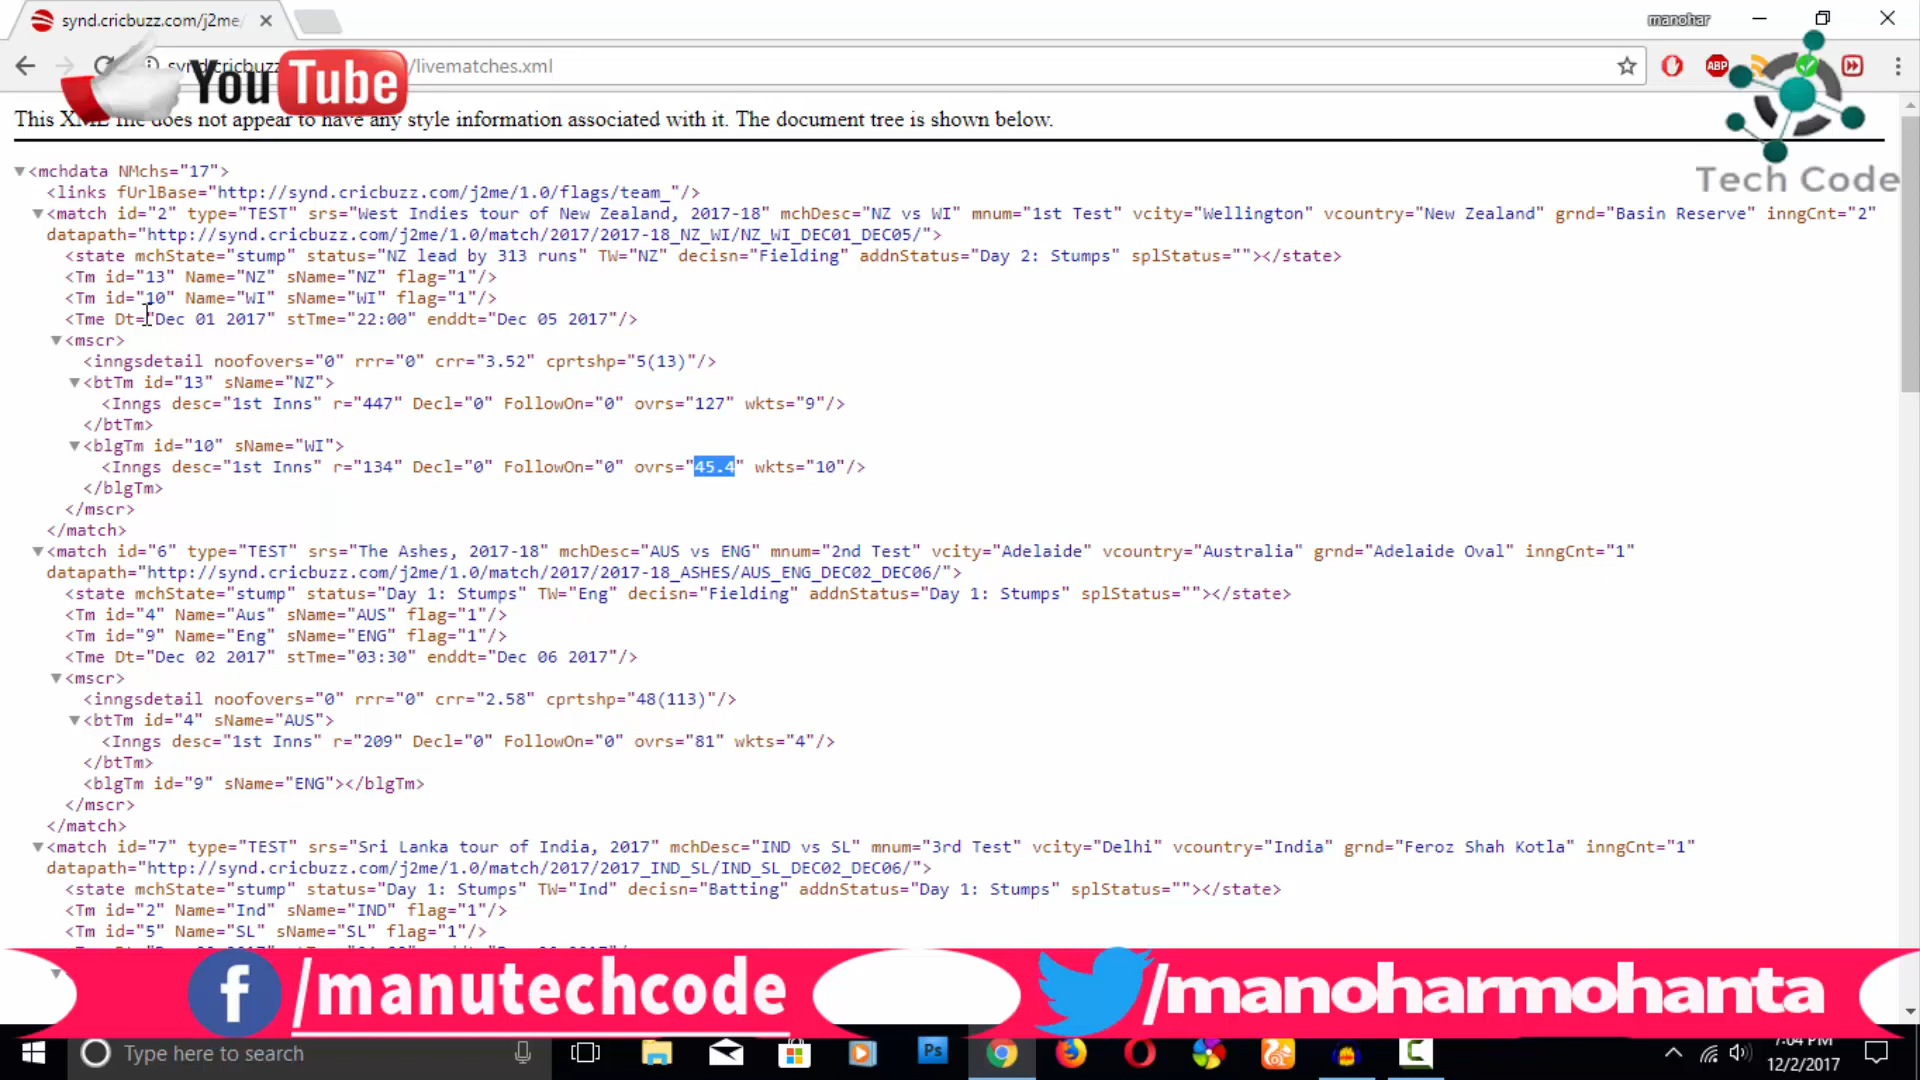 synd.cricbuzz.com/j2me/
manohar
synd.cricbuzz /livematches.xml
YouTube
ABP
This XML file does not appear to have any style information associated with it. The document tree is shown below.
Tech Code
<mchdata NMchs="17">
<links fUrlBase="http://synd.cricbuzz.com/j2me/1.0/flags/team_"/>
<match id="2" type="TEST" srs="West Indies tour of New Zealand, 2017-18" mchDesc="NZ vs WI" mnum="1st Test" vcity="Wellington" vcountry="New Zealand" grnd="Basin Reserve" inngCnt="2"
datapath="http://synd.cricbuzz.com/j2me/1.0/match/2017/2017-18_NZ_WI/NZ_WI_DEC01_DEC05/">
<state mchState="stump" status="NZ lead by 313 runs" TW="NZ" decisn="Fielding" addnStatus="Day 2: Stumps" splStatus=""></state>
<Tm id="13" Name="NZ" sName="NZ" flag="1"/>
<Tm id="10" Name="WI" sName="WI" flag="1"/>
<Tme Dt="Dec 01 2017" stTme="22:00" enddt="Dec 05 2017"/>
<mscr>
<inngsdetail noofovers="0" rrr="0" crr="3.52" cprtshp="5(13)"/>
<btTm id="13" sName="NZ">
<Inngs desc="1st Inns" r="447" Decl="0" FollowOn="0" ovrs="127" wkts="9"/>
</btTm>
<blgTm id="10" sName="WI">
<Inngs desc="1st Inns" r="134" Decl="0" FollowOn="0" ovrs="45.4" wkts="10"/>
</blgTm>
</mscr>
</match>
<match id="6" type="TEST" srs="The Ashes, 2017-18" mchDesc="AUS vs ENG" mnum="2nd Test" vcity="Adelaide" vcountry="Australia" grnd="Adelaide Oval" inngCnt="1"
datapath="http://synd.cricbuzz.com/j2me/1.0/match/2017/2017-18_ASHES/AUS_ENG_DEC02_DEC06/">
<state mchState="stump" status="Day 1: Stumps" TW="Eng" decisn="Fielding" addnStatus="Day 1: Stumps" splStatus=""></state>
<Tm id="4" Name="Aus" sName="AUS" flag="1"/>
<Tm id="9" Name="Eng" sName="ENG" flag="1"/>
<Tme Dt="Dec 02 2017" stTme="03:30" enddt="Dec 06 2017"/>
<mscr>
<inngsdetail noofovers="0" rrr="0" crr="2.58" cprtshp="48(113)"/>
<btTm id="4" sName="AUS">
<Inngs desc="1st Inns" r="209" Decl="0" FollowOn="0" ovrs="81" wkts="4"/>
</btTm>
<blgTm id="9" sName="ENG"></blgTm>
</mscr>
</match>
<match id="7" type="TEST" srs="Sri Lanka tour of India, 2017" mchDesc="IND vs SL" mnum="3rd Test" vcity="Delhi" vcountry="India" grnd="Feroz Shah Kotla" inngCnt="1"
datapath="http://synd.cricbuzz.com/j2me/1.0/match/2017/2017_IND_SL/IND_SL_DEC02_DEC06/">
<state mchState="stump" status="Day 1: Stumps" TW="Ind" decisn="Batting" addnStatus="Day 1: Stumps" splStatus=""></state>
<Tm id="2" Name="Ind" sName="IND" flag="1"/>
<Tm id="5" Name="SL" sName="SL" flag="1"/>
f /manutechcode /manoharmohanta
Type here to search
Ps
7:04 PM
12/2/2017